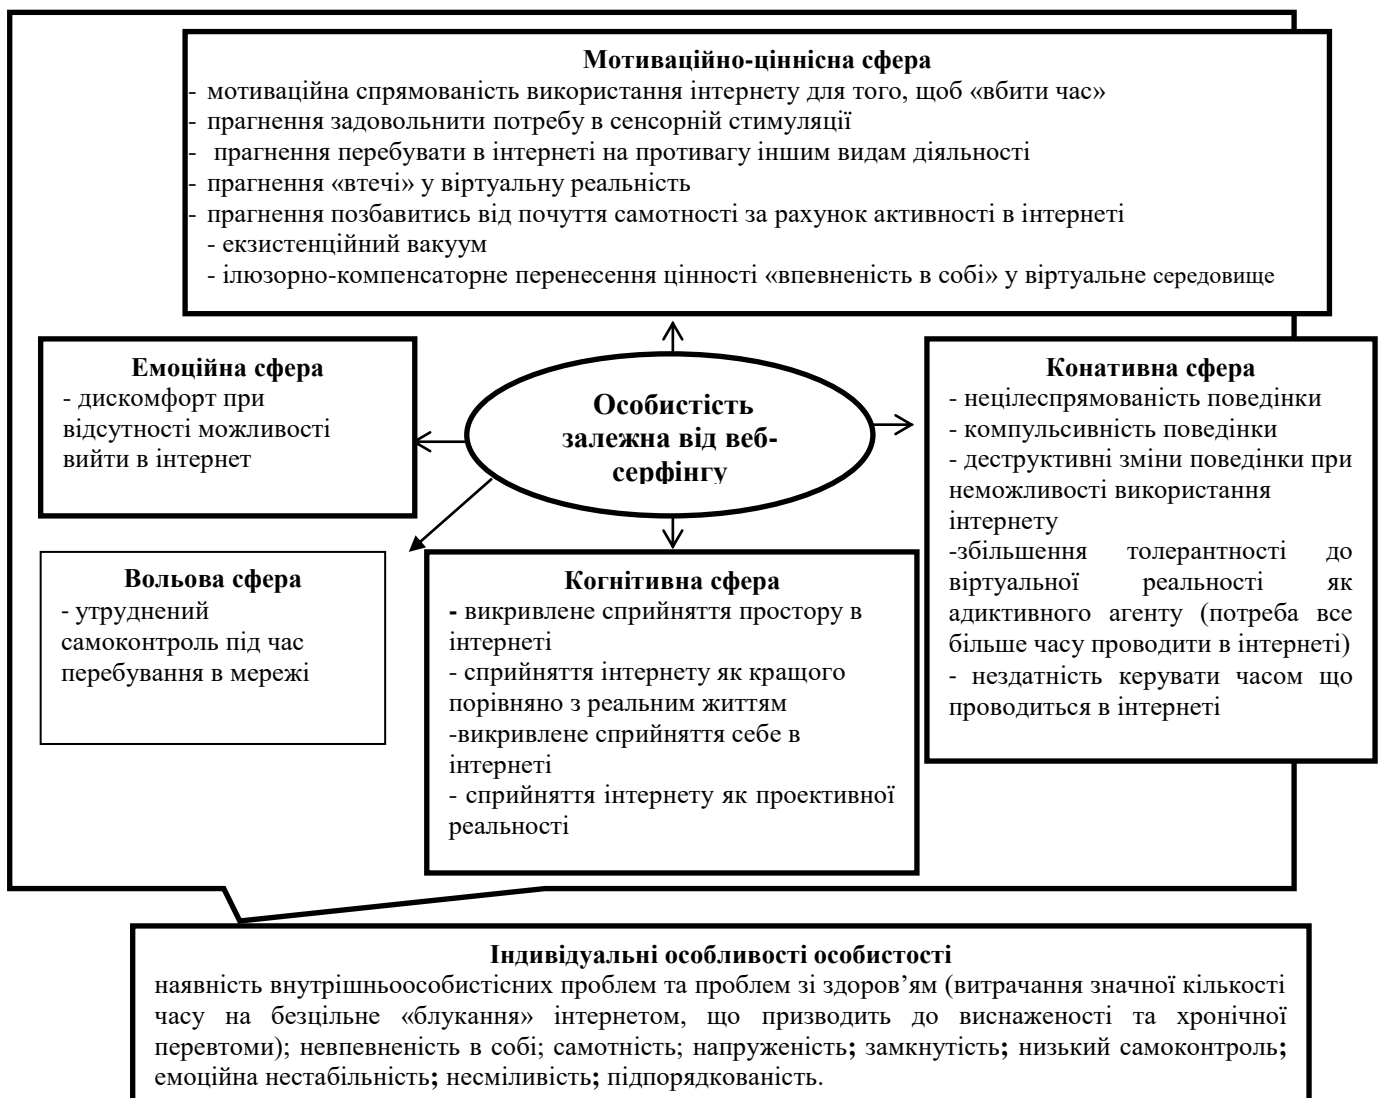 Мотиваційно-ціннісна сфера
- мотиваційна спрямованість використання інтернету для того, щоб «вбити час»
- прагнення задовольнити потребу в сенсорній стимуляції
- прагнення перебувати в інтернеті на противагу іншим видам діяльності
- прагнення «втечі» у віртуальну реальність
- прагнення позбавитись від почуття самотності за рахунок активності в інтернеті
- екзистенційний вакуум
- ілюзорно-компенсаторне перенесення цінності «впевненість в собі» у віртуальне середовище
Емоційна сфера
- дискомфорт при
відсутності можливості
вийти в інтернет
Особистість
залежна від веб-
серфінгу
Конативна сфера
- нецілеспрямованість поведінки
- компульсивність поведінки
- деструктивні зміни поведінки при
неможливості використання
інтернету
-збільшення толерантності до
віртуальної реальності як
адиктивного агенту (потреба все
більше часу проводити в інтернеті)
- нездатність керувати часом що
проводиться в інтернеті
Вольова сфера
- утруднений
самоконтроль під час
перебування в мережі
Когнітивна сфера
- викривлене сприйняття простору в
інтернеті
- сприйняття інтернету як кращого
порівняно з реальним життям
-викривлене сприйняття себе в
інтернеті
- сприйняття інтернету як проективної
реальності
Індивідуальні особливості особистості
наявність внутрішньоособистісних проблем та проблем зі здоров’ям (витрачання значної кількості
часу на безцільне «блукання» інтернетом, що призводить до виснаженості та хронічної
перевтоми); невпевненість в собі; самотність; напруженість; замкнутість; низький самоконтроль;
емоційна нестабільність; несміливість; підпорядкованість.